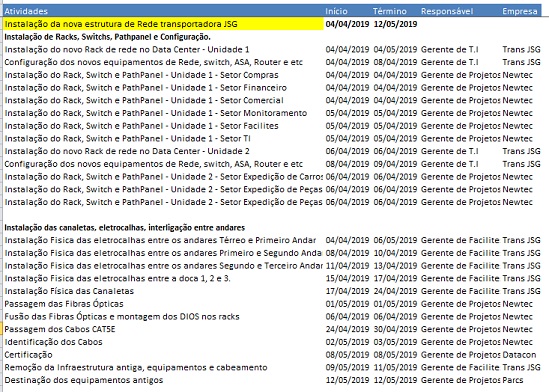 Atividades Início Término Responsável Empresa
Instalação da nova estrutura de Rede transportadora JSG 04/04/2019 12/05/2019
Instalação de Racks, Switchs, Pathpanel e Configuração.
Instalação do novo Rack de rede no Data Center - Unidade 1 04/04/2019 04/05/2019 Gerente de T.I Trans JSG
Configuração dos novos equipamentos de Rede, switch, ASA, Router e etc 04/04/2019 08/04/2019 Gerente de T.I Trans JSG
Instalação do Rack, Switch e PathPanel - Unidade 1 - Setor Compras 04/04/2019 04/04/2019 Gerente de Projetos Newtec
Instalação do Rack, Switch e PathPanel - Unidade 1 - Setor Financeiro 04/04/2019 04/04/2019 Gerente de Projetos Newtec
Instalação do Rack, Switch e PathPanel - Unidade 1 - Setor Comercial 04/04/2019 04/04/2019 Gerente de Projetos Newtec
Instalação do Rack, Switch e PathPanel - Unidade 1 - Setor Monitoramento 05/04/2019 05/04/2019 Gerente de Projetos Newtec
Instalação do Rack, Switch e PathPanel - Unidade 1 - Setor Facilites 05/04/2019 05/04/2019 Gerente de Projetos Newtec
Instalação do Rack, Switch e PathPanel - Unidade 1 - Setor TI 05/04/2019 05/04/2019 Gerente de Projetos Newtec
Instalação do novo Rack de rede no Data Center - Unidade 2 05/04/2019 06/04/2019 Gerente de T.I Trans JSG
Configuração dos novos equipamentos de Rede, switch, ASA, Router e etc 08/04/2019 09/04/2019 Gerente de T.I Trans JSG
Instalação do Rack, Switch e PathPanel - Unidade 2 - Setor Expedição de Carros 06/04/2019 06/04/2019 Gerente de Projetos Newtec
Instalação do Rack, Switch e PathPanel - Unidade 2 - Setor Expedição de Peças 06/04/2019 06/04/2019 Gerente de Projetos Newtec
Instalação do Rack, Switch e PathPanel - Unidade 2 - Setor Expedição de Peças 06/04/2019 06/04/2019 Gerente de Projetos Newtec
Instalação das canaletas, eletrocalhas, interligação entre andares
Instalação Fisica das eletrocalhas entre os andares Tèrreo e Primeiro Andar 04/04/2019 06/05/2019 Gerente de Facilite Trans JSG
Instalação Fisica das eletrocalhas entre os andares Primeiro e Segundo Andar 08/04/2019 10/04/2019 Gerente de Facilite Trans JSG
Instalação Fisica das eletrocalhas entre os andares Segundo e Terceiro Andar 11/04/2019 13/04/2019 Gerente de Facilite Trans JSG
Instalação Fisica das eletrocalhas entre a doca 1, 2 e 3. 15/04/2019 17/04/2019 Gerente de Facilite Trans JSG
Instalação Física das Canaletas 17/04/2019 24/04/2019 Gerente de Facilite Trans JSG
Passagem das Fibras Ópticas 01/05/2019 01/05/2019 Gerente de Projetos Newtec
Fusão das Fibras Ópticas e montagem dos DIOS nos racks 06/04/2019 06/05/2019 Gerente de Projetos Newtec
Passagem dos Cabos CAT5E 24/04/2019 30/04/2019 Gerente de Projetos Newtec
Identificação dos Cabos 02/05/2019 03/05/2019 Gerente de Projetos Newtec
Certificação 08/05/2019 08/05/2019 Gerente de Projetos Datacon
Remoção da Infraestrutura antiga, equipamentos e cabeamento 09/05/2019 11/05/2019 Gerente de Facilite Trans JSG
Destinação dos equipamentos antigos 12/05/2019 12/05/2019 Gerente de Projetos Parcs